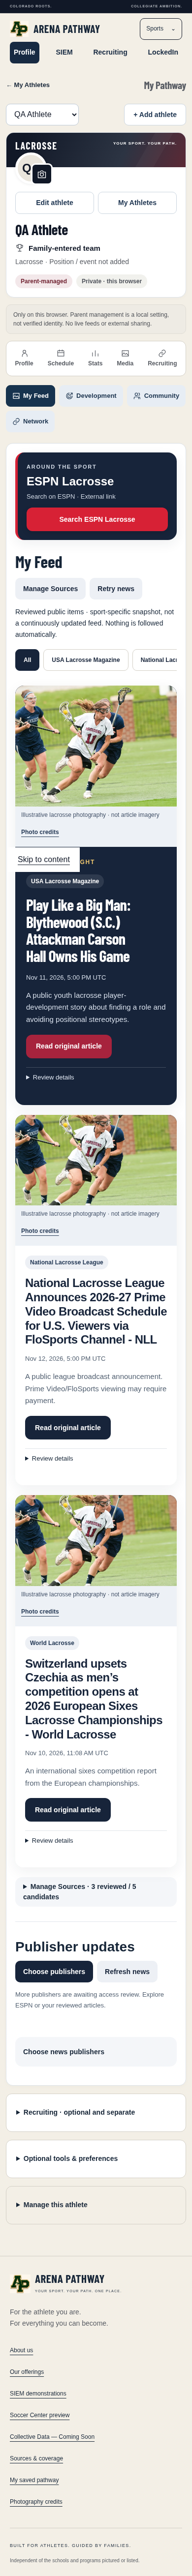 COLORADO ROOTS. COLLEGIATE AMBITION.
AP ARENA PATHWAY Sports
Profile SIEM Recruiting LockedIn
← My Athletes My Pathway
QA Athlete + Add athlete
LACROSSE YOUR SPORT. YOUR PATH.
Q
Edit athlete My Athletes
QA Athlete
Family-entered team
Lacrosse · Position / event not added
Parent-managed Private · this browser
Only on this browser. Parent management is a local setting,
not verified identity. No live feeds or external sharing.
Profile Schedule Stats Media Recruiting
My Feed Development Community
Network
AROUND THE SPORT
ESPN Lacrosse
Search on ESPN · External link
Search ESPN Lacrosse
My Feed
Manage Sources Retry news
Reviewed public items · sport-specific snapshot, not
a continuously updated feed. Nothing is followed
automatically.
All USA Lacrosse Magazine National Lacr
Illustrative lacrosse photography · not article imagery
Photo credits
Skip to content GHT
USA Lacrosse Magazine
Play Like a Big Man:
Blythewood (S.C.)
Attackman Carson
Hall Owns His Game
Nov 11, 2026, 5:00 PM UTC
A public youth lacrosse player-
development story about finding a role and
avoiding positional stereotypes.
Read original article
▶ Review details
Illustrative lacrosse photography · not article imagery
Photo credits
National Lacrosse League
National Lacrosse League
Announces 2026-27 Prime
Video Broadcast Schedule
for U.S. Viewers via
FloSports Channel - NLL
Nov 12, 2026, 5:00 PM UTC
A public league broadcast announcement.
Prime Video/FloSports viewing may require
payment.
Read original article
▶ Review details
Illustrative lacrosse photography · not article imagery
Photo credits
World Lacrosse
Switzerland upsets
Czechia as men’s
competition opens at
2026 European Sixes
Lacrosse Championships
- World Lacrosse
Nov 10, 2026, 11:08 AM UTC
An international sixes competition report
from the European championships.
Read original article
▶ Review details
▶ Manage Sources · 3 reviewed / 5
candidates
Publisher updates
Choose publishers Refresh news
More publishers are awaiting access review. Explore
ESPN or your reviewed articles.
Choose news publishers
▶ Recruiting · optional and separate
▶ Optional tools & preferences
▶ Manage this athlete
AP ARENA PATHWAY
YOUR SPORT. YOUR PATH. ONE PLACE.
For the athlete you are.
For everything you can become.
About us
Our offerings
SIEM demonstrations
Soccer Center preview
Collective Data — Coming Soon
Sources & coverage
My saved pathway
Photography credits
BUILT FOR ATHLETES. GUIDED BY FAMILIES.
Independent of the schools and programs pictured or listed.